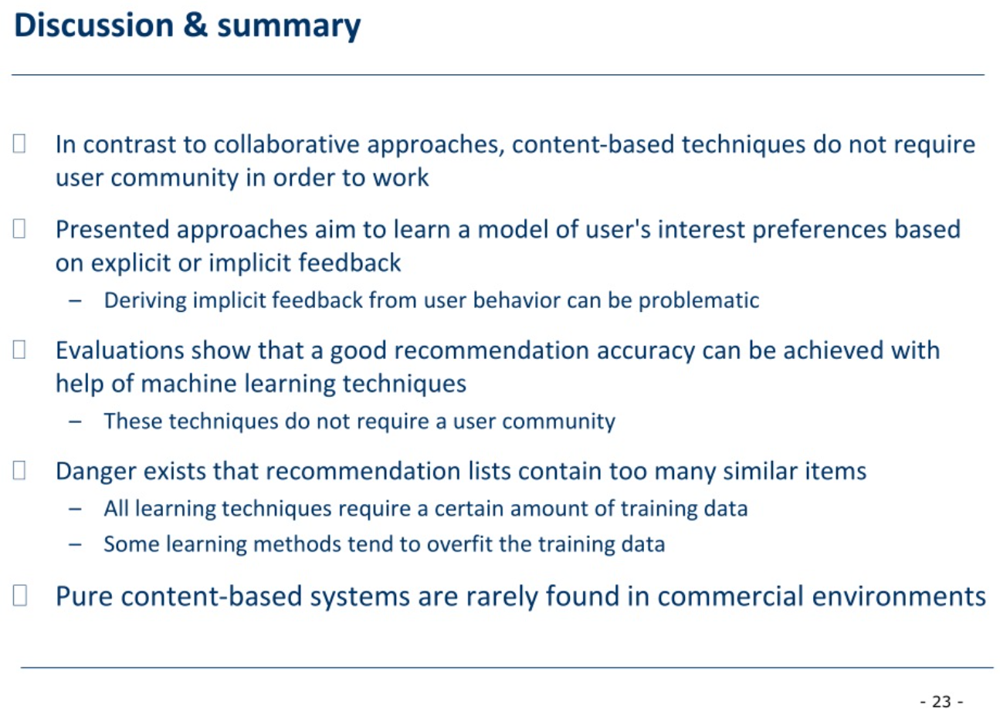 Discussion & summary
In contrast to collaborative approaches, content-based techniques do not require
user community in order to work
Presented approaches aim to learn a model of user's interest preferences based
on explicit or implicit feedback
– Deriving implicit feedback from user behavior can be problematic
Evaluations show that a good recommendation accuracy can be achieved with
help of machine learning techniques
– These techniques do not require a user community
Danger exists that recommendation lists contain too many similar items
– All learning techniques require a certain amount of training data
– Some learning methods tend to overfit the training data
Pure content-based systems are rarely found in commercial environments
- 23 -